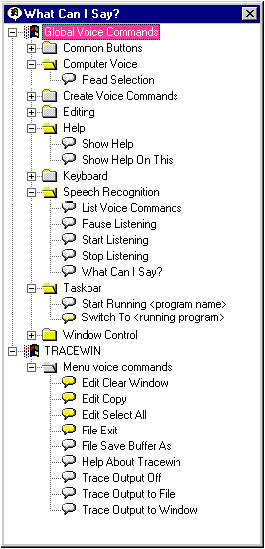 What Can I Say?
Global Voice Commands
Common Buttons
Computer Voice
Fead Selection
Create Voice Commands
Editing
Help
Show Help
Show Help On This
Keyboard
Speech Recognition
List Voice Commancs
Fause Listening
Start Listening
Stop Listening
What Can I Say?
Taskbar
Start Running <program name>
Switch To <running program>
Window Control
TRACEWIN
Menu voice commands
Edit Clear Window
Edit Copy
Edit Select All
File Exit
File Save Buffer As
Help About Tracewin
Trace Output Off
Trace Output to File
Trace Output to Window